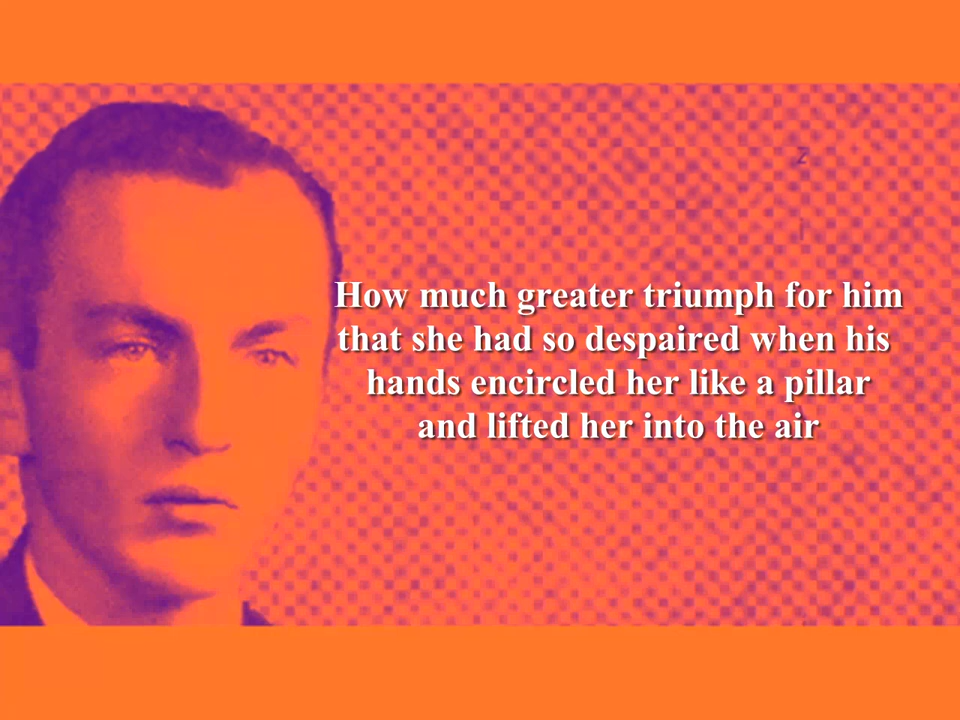 How much greater triumph for him
that she had so despaired when his
hands encircled her like a pillar
and lifted her into the air